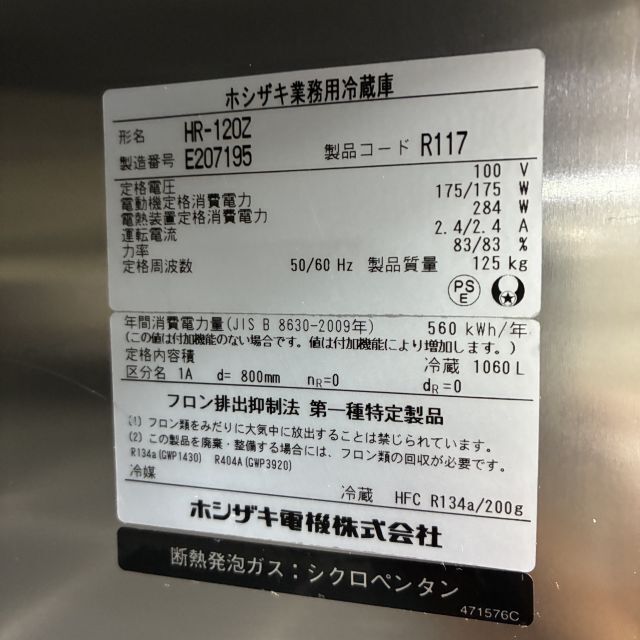 ホシザキ業務用冷蔵庫
形名 HR-120Z
製造番号 E207195 製品コード R117
定格電圧 100 V
電動機定格消費電力 175/175 W
電熱装置定格消費電力 284 W
運転電流 2.4/2.4 A
力率 83/83 %
定格周波数 50/60 Hz 製品質量 125 kg
PS
E
年間消費電力量(JIS B 8630-2009年) 560 kWh/年
(この値は付加機能のない場合です。値は付加機能により増加します。)
定格内容積 冷蔵 1060 L
区分名 1A d= 800mm nR=0 dR=0
フロン排出抑制法 第一種特定製品
(1) フロン類をみだりに大気中に放出することは禁じられています。
(2) この製品を廃棄・整備する場合には、フロン類の回収が必要です。
R134a(GWP1430) R404A(GWP3920)
冷媒
冷蔵 HFC R134a/200g
ホシザキ電機株式会社
断熱発泡ガス：シクロペンタン
471576C